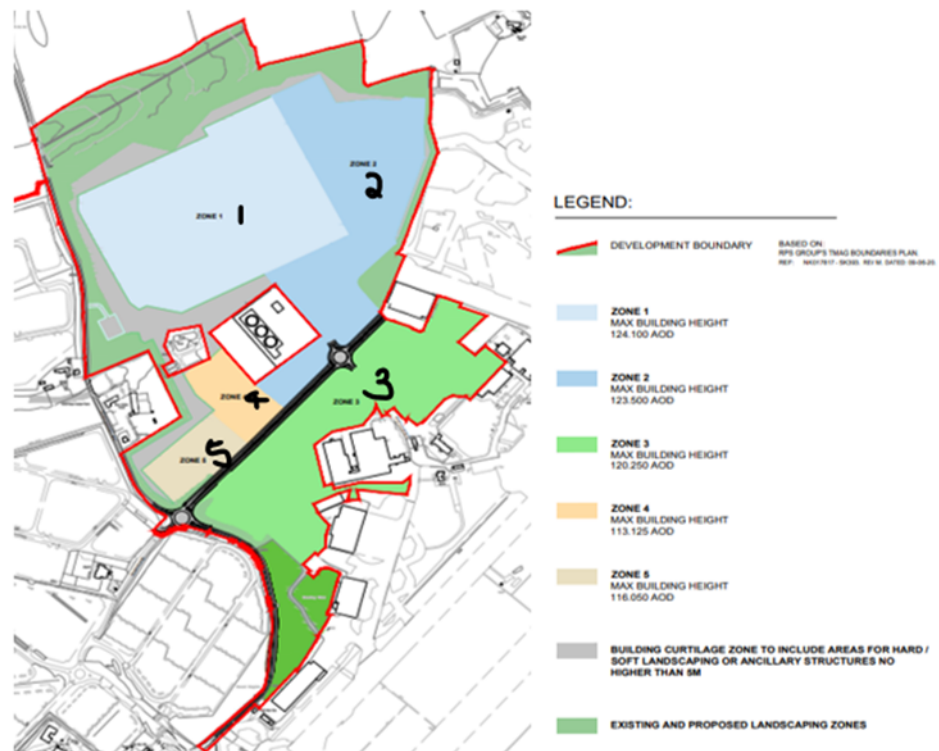 ZONE 1
1
ZONE 2
2
ZONE 3
3
ZONE
4
ZONE 5
5
LEGEND:
DEVELOPMENT BOUNDARY
BASED ON:
RPS GROUP'S TMAG BOUNDARIES PLAN.
ZONE 1
MAX BUILDING HEIGHT
124.100 AOD
ZONE 2
MAX BUILDING HEIGHT
123.500 AOD
ZONE 3
MAX BUILDING HEIGHT
120.250 AOD
ZONE 4
MAX BUILDING HEIGHT
113.125 AOD
ZONE 5
MAX BUILDING HEIGHT
116.050 AOD
BUILDING CURTILAGE ZONE TO INCLUDE AREAS FOR HARD /
SOFT LANDSCAPING OR ANCILLARY STRUCTURES NO
HIGHER THAN 5M
EXISTING AND PROPOSED LANDSCAPING ZONES